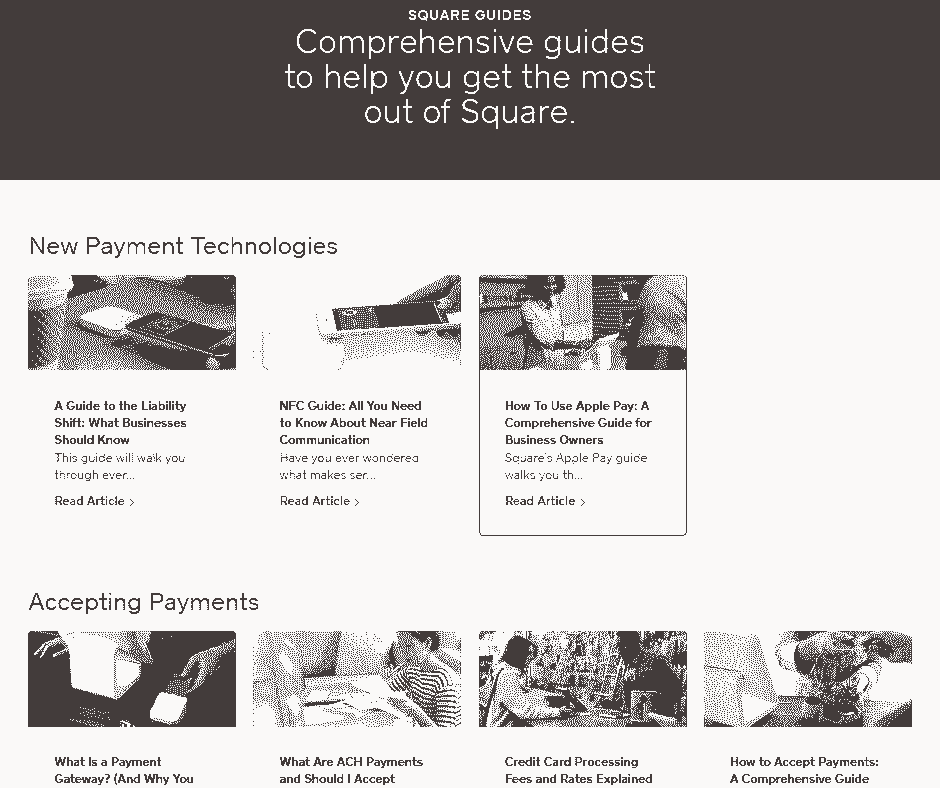 SQUARE GUIDES
Comprehensive guides
to help you get the most
out of Square.
New Payment Technologies
A Guide to the Liability
Shift: What Businesses
Should Know
This guide will walk you
through ever...
Read Article >
NFC Guide: All You Need
to Know About Near Field
Communication
Have you ever wondered
what makes ser...
Read Article >
How To Use Apple Pay: A
Comprehensive Guide for
Business Owners
Square's Apple Pay guide
walks you th...
Read Article >
Accepting Payments
What Is a Payment
Gateway? (And Why You
What Are ACH Payments
and Should I Accept
Credit Card Processing
Fees and Rates Explained
How to Accept Payments:
A Comprehensive Guide